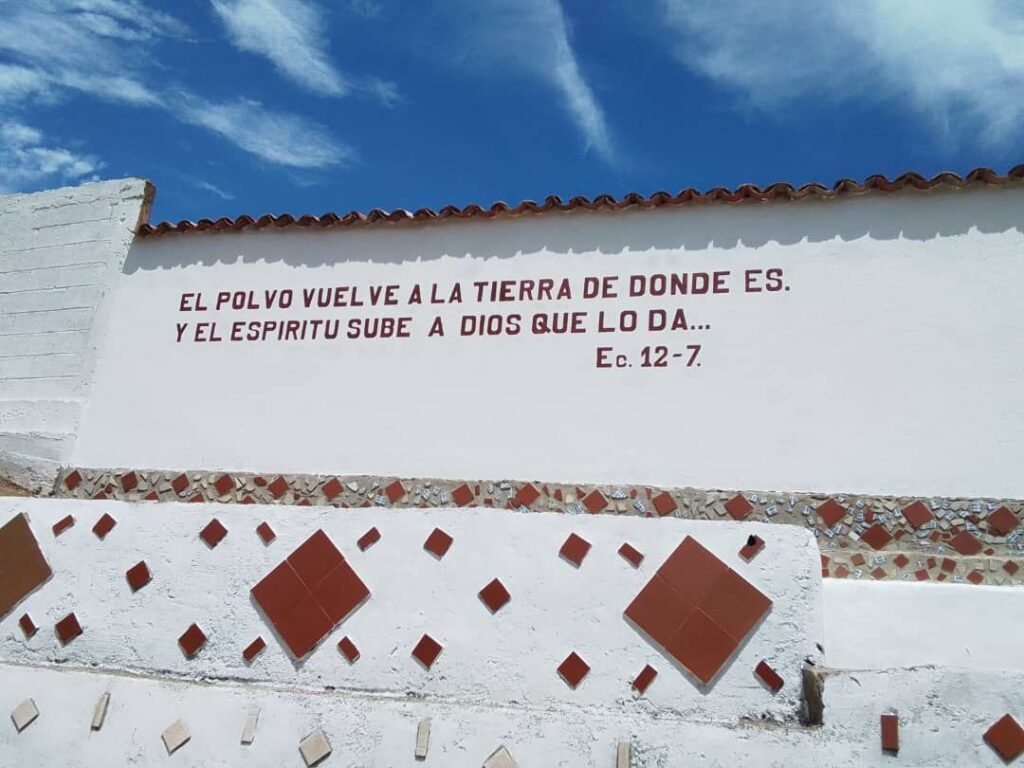 EL POLVO VUELVE A LA TIERRA DE DONDE ES.
Y EL ESPIRITU SUBE A DIOS QUE LO DA...
Ec. 12-7.